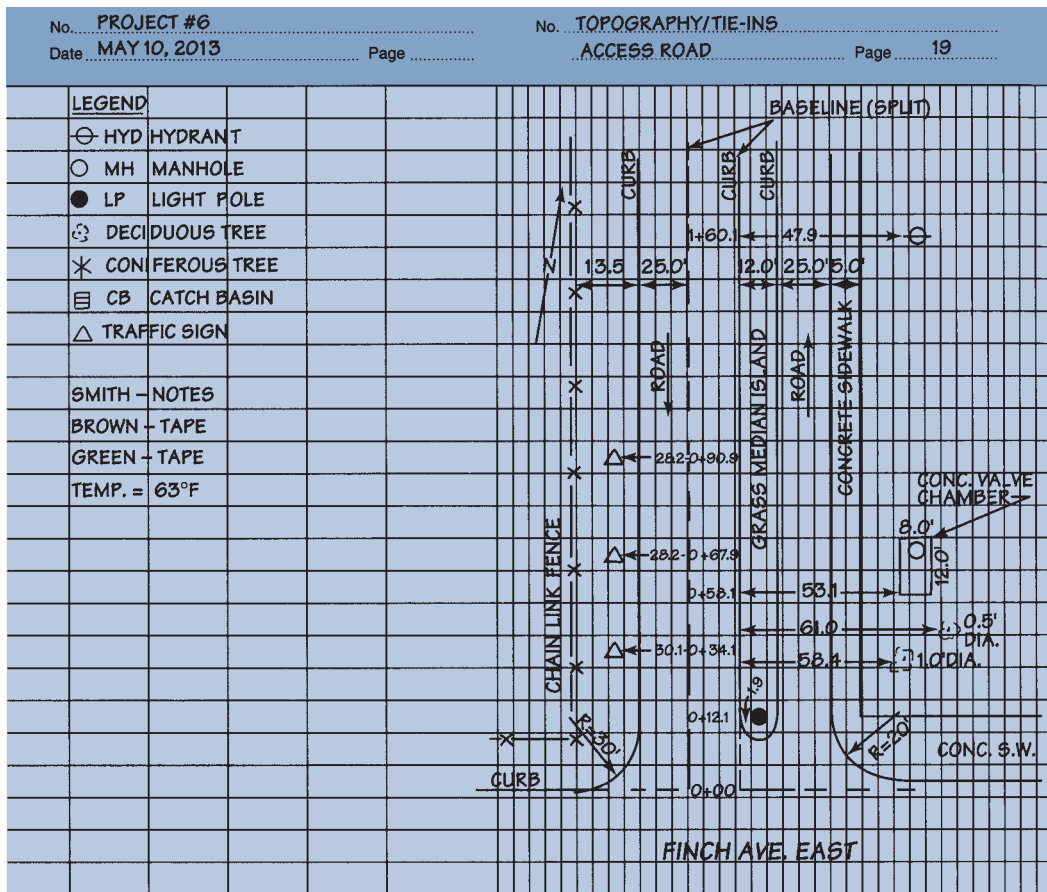 No. PROJECT #6
Date MAY 10, 2013 Page
No. TOPOGRAPHY/TIE-INS
ACCESS ROAD Page 19
LEGEND
HYD HYDRANT
MH MANHOLE
LP LIGHT POLE
DECIDUOUS TREE
CONIFEROUS TREE
CB CATCH BASIN
TRAFFIC SIGN
SMITH – NOTES
BROWN – TAPE
GREEN – TAPE
TEMP. = 63°F
BASELINE (SPLIT)
CURB
CURB
CURB
1+60.1 47.9
N
13.5 25.0' 12.0' 25.0' 5.0'
ROAD
ROAD
GRASS MEDIAN ISLAND
CONCRETE SIDEWALK
CHAIN LINK FENCE
28.2-0+90.9
CONC. VALVE
CHAMBER
8.0'
12.0'
28.2-0+67.9
0+58.1 53.1
61.0 0.5'
DIA.
30.1-0+34.1
58.4 1.0' DIA.
1.9
0+12.1
R=30'
R=20'
CONC. S.W.
CURB
0+00
FINCH AVE. EAST